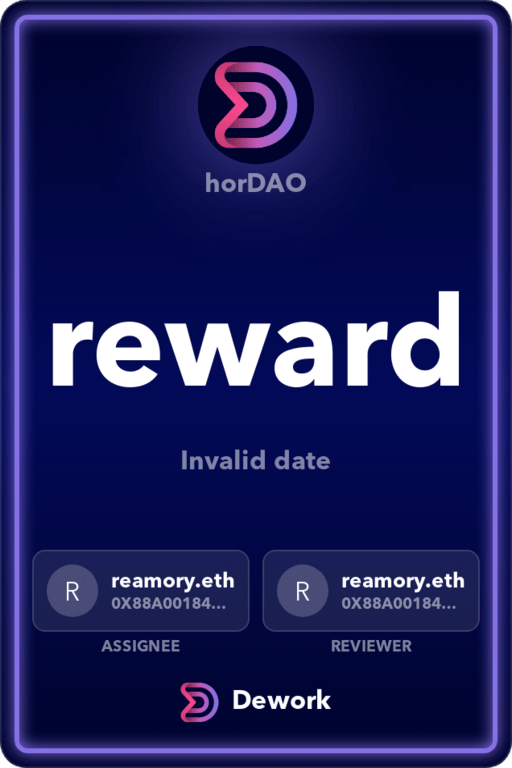 horDAO
reward
Invalid date
R reamory.eth
0X88A00184...
ASSIGNEE
R reamory.eth
0X88A00184...
REVIEWER
Dework